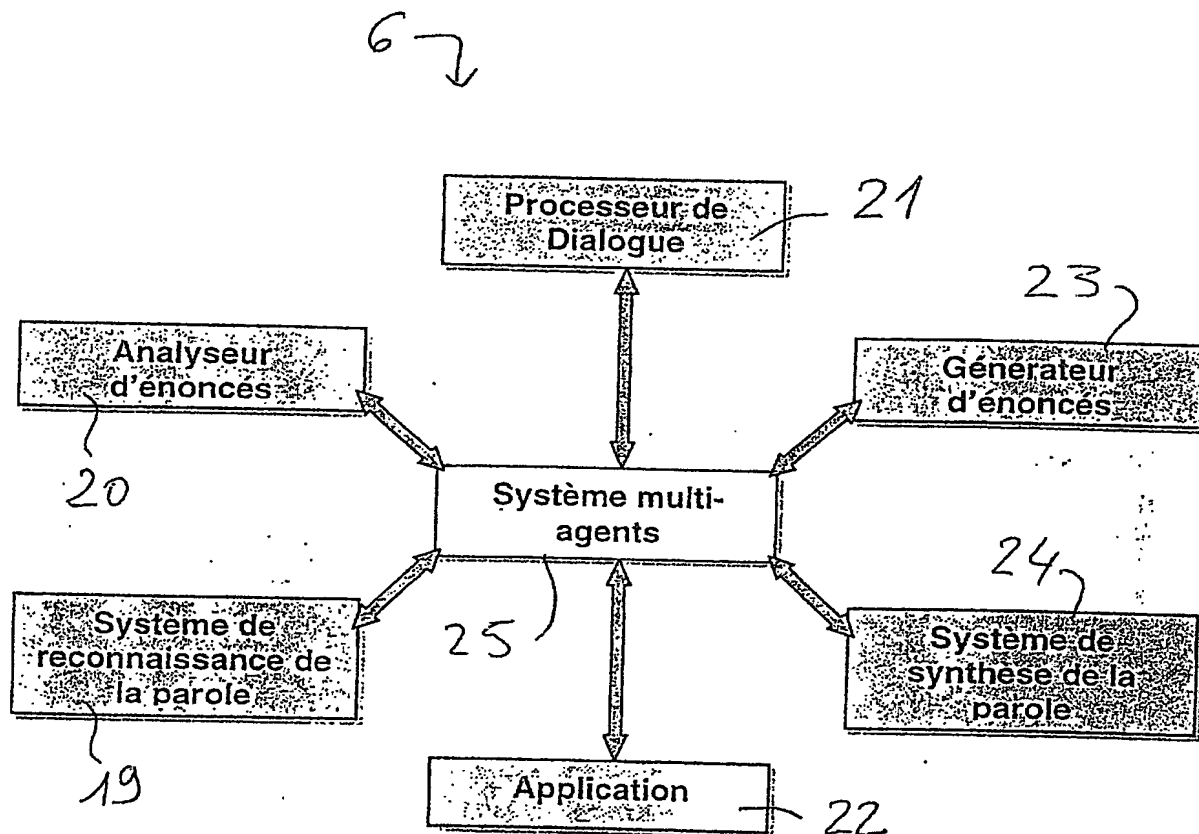 6
Processeur de
Dialogue
21
23
Analyseur
d'énoncés
Générateur
d'énoncés
20
Système multi-
agents
24
25
Système de
reconnaissance de
la parole
Système de
synthèse de la
parole
19
Application
22